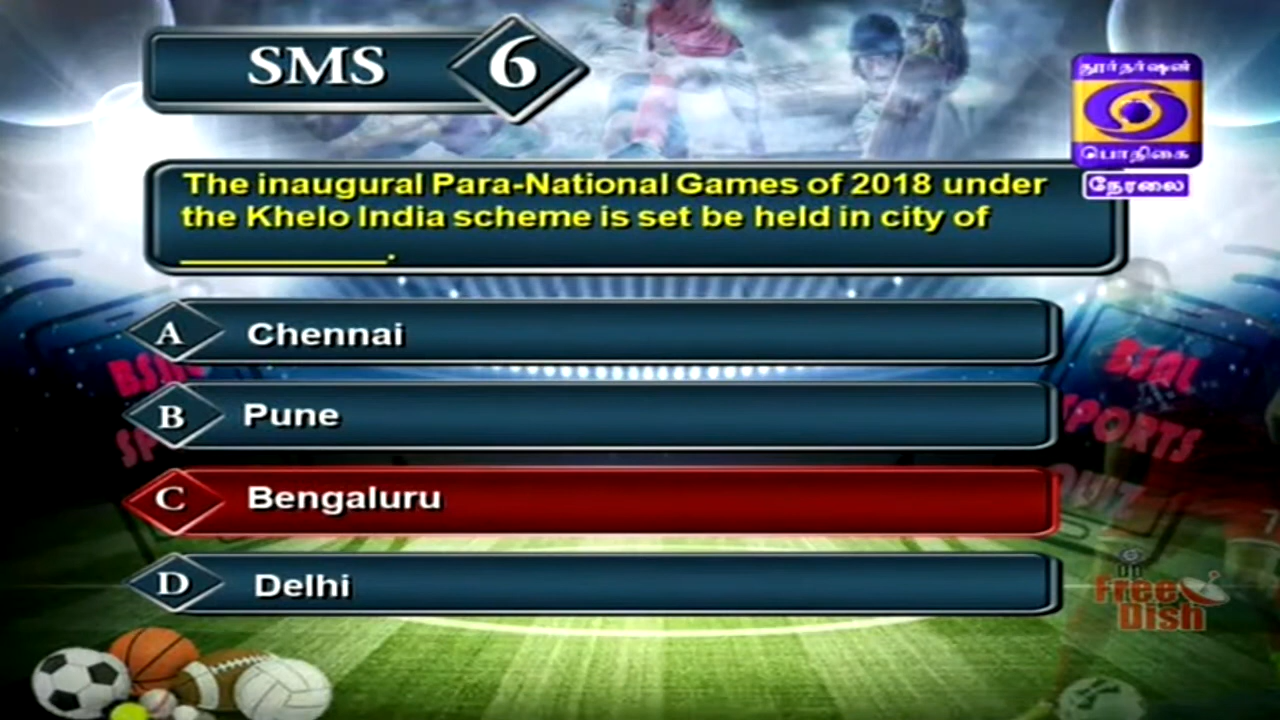 SMS 6
தூர்தர்ஷன்
பொதிகை
நேரலை
The inaugural Para-National Games of 2018 under
the Khelo India scheme is set be held in city of
__________.
A Chennai
B Pune
C Bengaluru
D Delhi
BSNL
SPORTS
QUIZ
DD
Free
Dish